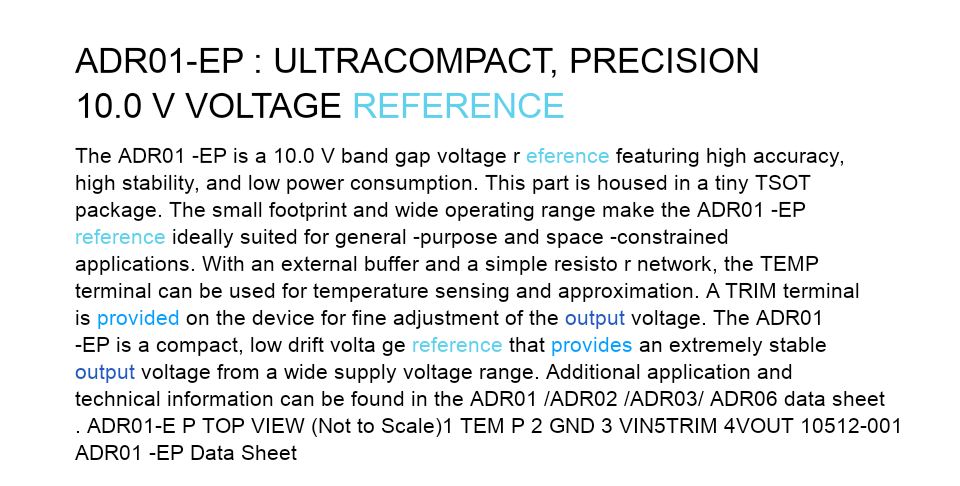 ADR01-EP : ULTRACOMPACT, PRECISION
10.0 V VOLTAGE REFERENCE
The ADR01 -EP is a 10.0 V band gap voltage r eference featuring high accuracy,
high stability, and low power consumption. This part is housed in a tiny TSOT
package. The small footprint and wide operating range make the ADR01 -EP
reference ideally suited for general -purpose and space -constrained
applications. With an external buffer and a simple resisto r network, the TEMP
terminal can be used for temperature sensing and approximation. A TRIM terminal
is provided on the device for fine adjustment of the output voltage. The ADR01
-EP is a compact, low drift volta ge reference that provides an extremely stable
output voltage from a wide supply voltage range. Additional application and
technical information can be found in the ADR01 /ADR02 /ADR03/ ADR06 data sheet
. ADR01-E P TOP VIEW (Not to Scale)1 TEM P 2 GND 3 VIN5TRIM 4VOUT 10512-001
ADR01 -EP Data Sheet